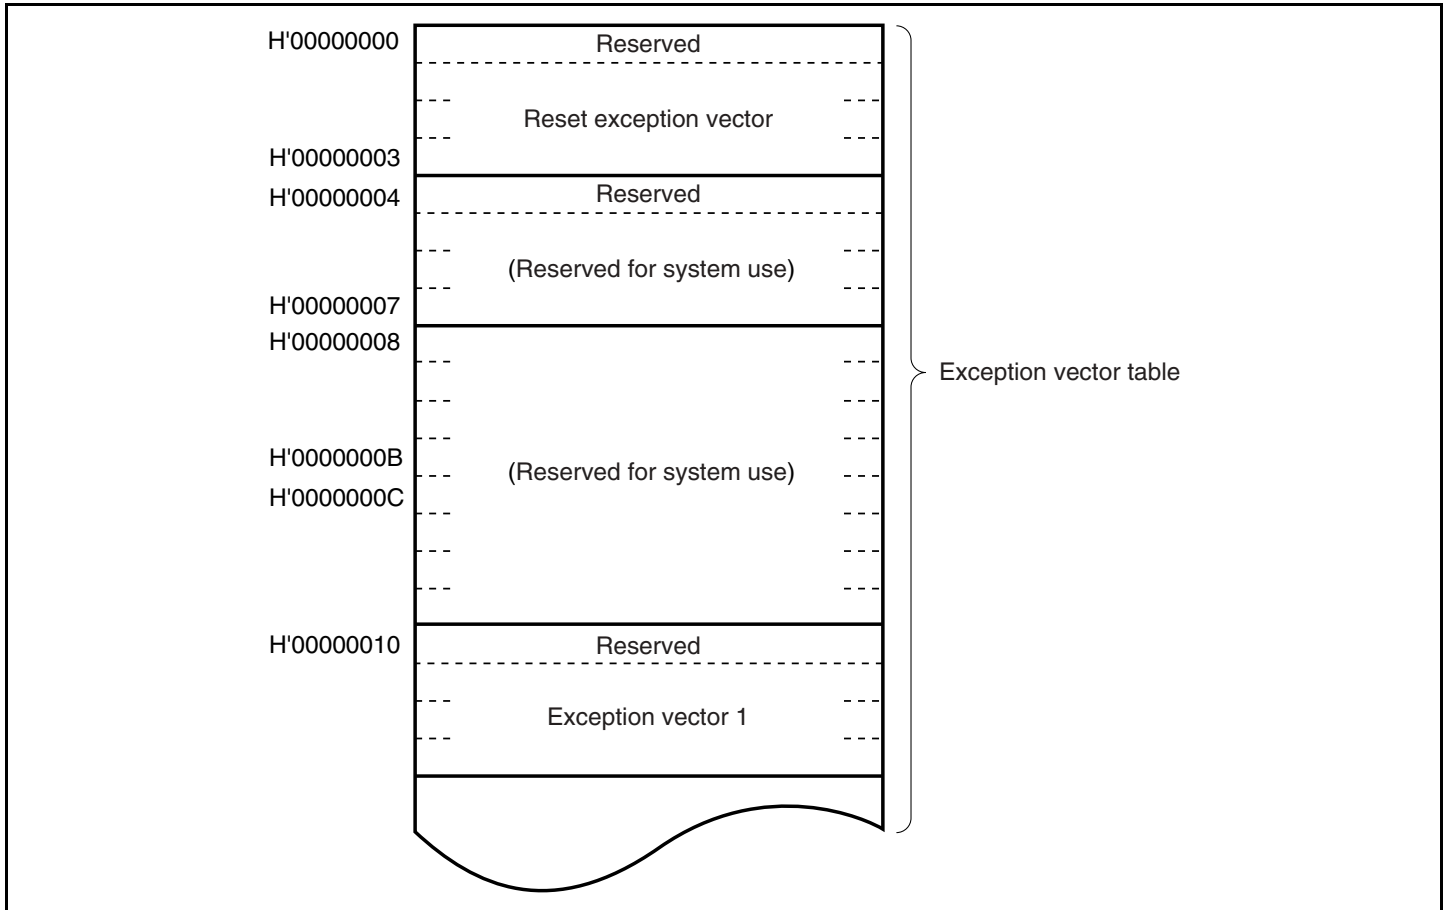 H'00000000 Reserved
Reset exception vector
H'00000003
H'00000004 Reserved
(Reserved for system use)
H'00000007
H'00000008
Exception vector table
H'0000000B
(Reserved for system use)
H'0000000C
H'00000010 Reserved
Exception vector 1